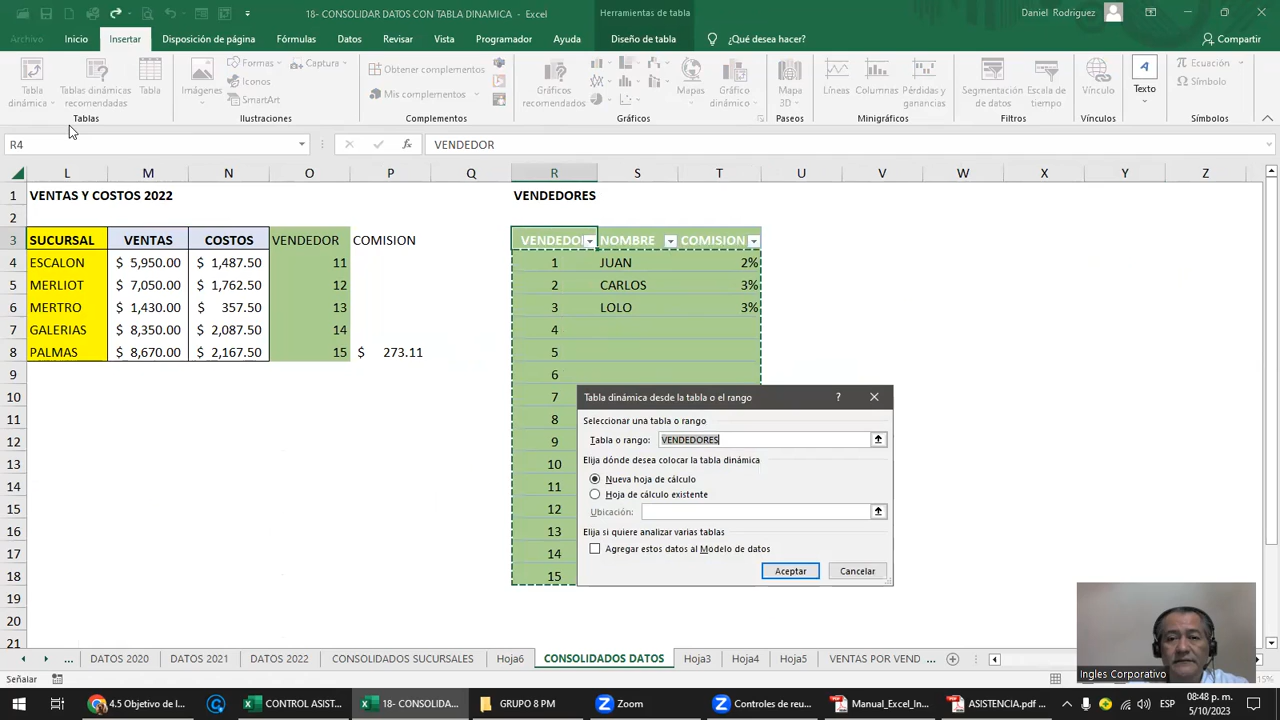 18- CONSOLIDAR DATOS CON TABLA DINAMICA - Excel
Herramientas de tabla
Daniel Rodriguez
Archivo Inicio Insertar Disposición de página Fórmulas Datos Revisar Vista Programador Ayuda Diseño de tabla ¿Qué desea hacer? Compartir
Tabla dinámica
Tablas dinámicas recomendadas
Tabla
Imágenes
Formas
Iconos
SmartArt
Captura
Obtener complementos
Mis complementos
Gráficos recomendados
Mapas
Gráfico dinámico
Mapa 3D
Líneas
Columnas
Pérdidas y ganancias
Segmentación de datos
Escala de tiempo
Vínculo
Texto
Ecuación
Símbolo
Tablas Ilustraciones Complementos Gráficos Paseos Minigráficos Filtros Vínculos Símbolos
R4 fx VENDEDOR
L M N O P Q R S T U V W X Y Z
1 VENTAS Y COSTOS 2022 VENDEDORES
2
3 SUCURSAL VENTAS COSTOS VENDEDOR COMISION NOMBRE COMISION
4 ESCALON $ 5,950.00 $ 1,487.50 11 1 JUAN 2%
5 MERLIOT $ 7,050.00 $ 1,762.50 12 2 CARLOS 3%
6 MERTRO $ 1,430.00 $ 357.50 13 3 LOLO 3%
7 GALERIAS $ 8,350.00 $ 2,087.50 14 4
8 PALMAS $ 8,670.00 $ 2,167.50 15 $ 273.11 5
9 6
10 7
11 8
12 9
13 10
14 11
15 12
16 13
17 14
18 15
19
20
21
Tabla dinámica desde la tabla o el rango ?
Seleccionar una tabla o rango
Tabla o rango: VENDEDORES
Elija dónde desea colocar la tabla dinámica
Nueva hoja de cálculo
Hoja de cálculo existente
Ubicación:
Elija si quiere analizar varias tablas
Agregar estos datos al Modelo de datos
Aceptar Cancelar
Ingles Corporativo
... DATOS 2020 DATOS 2021 DATOS 2022 CONSOLIDADOS SUCURSALES Hoja6 CONSOLIDADOS DATOS Hoja3 Hoja4 Hoja5 VENTAS POR VEND ...
Señalar
4.5 Objetivo de l... CONTROL ASIST... 18- CONSOLIDA... GRUPO 8 PM Zoom Controles de reu... Manual_Excel_In... ASISTENCIA.pdf ... ESP 08:48 p. m.
5/10/2023